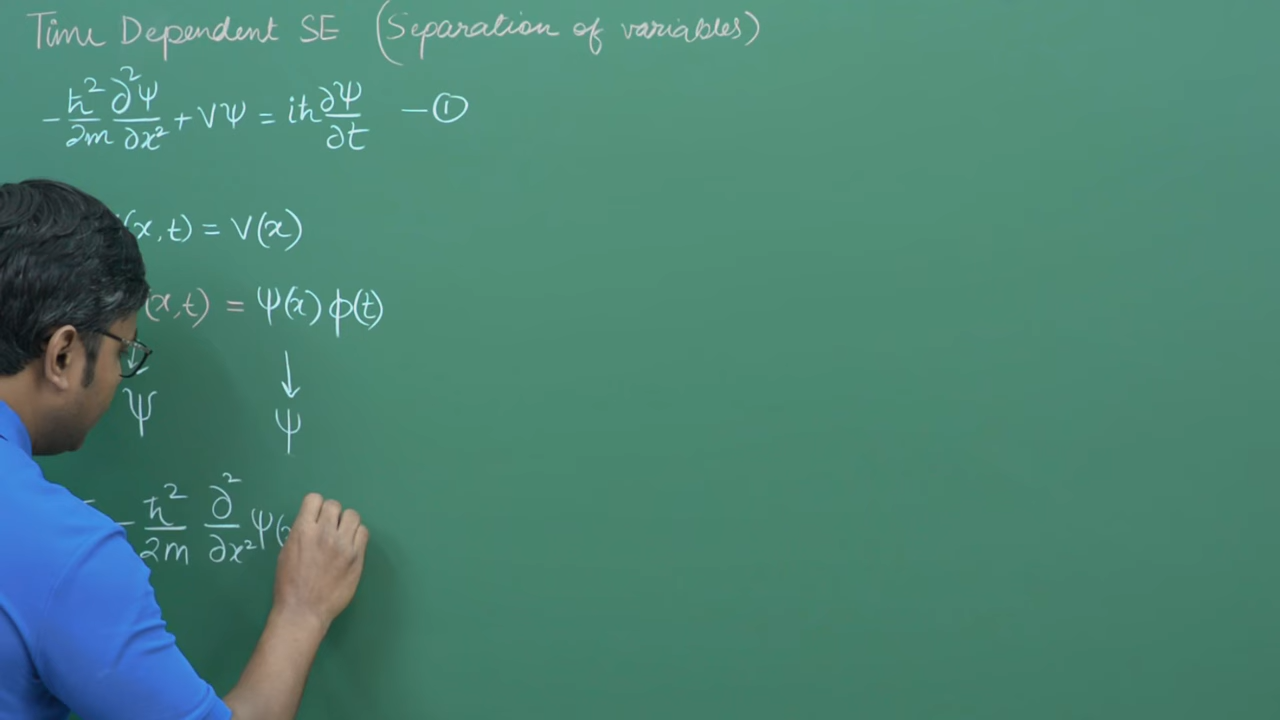 Time Dependent SE (Separation of variables)
-ħ²/2m ∂²Ψ/∂x² + VΨ = iħ ∂Ψ/∂t — ①
(x,t) = V(x)
(x,t) = ψ(x) φ(t)
↓ ↓
Ψ ψ
- ħ²/2m ∂²/∂x² ψ(